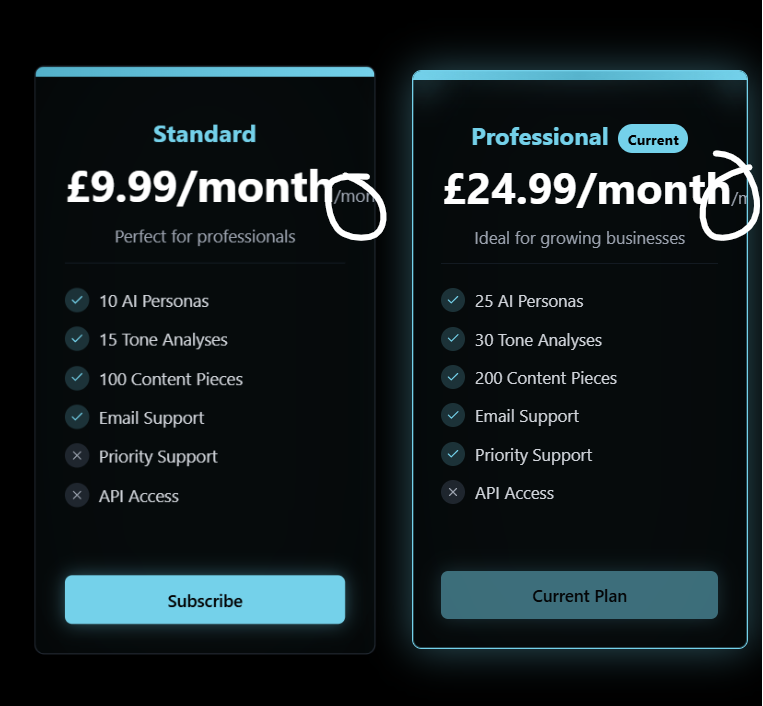 Standard
£9.99/month/mon
Perfect for professionals
10 AI Personas
15 Tone Analyses
100 Content Pieces
Email Support
Priority Support
API Access
Subscribe
Professional Current
£24.99/month/m
Ideal for growing businesses
25 AI Personas
30 Tone Analyses
200 Content Pieces
Email Support
Priority Support
API Access
Current Plan